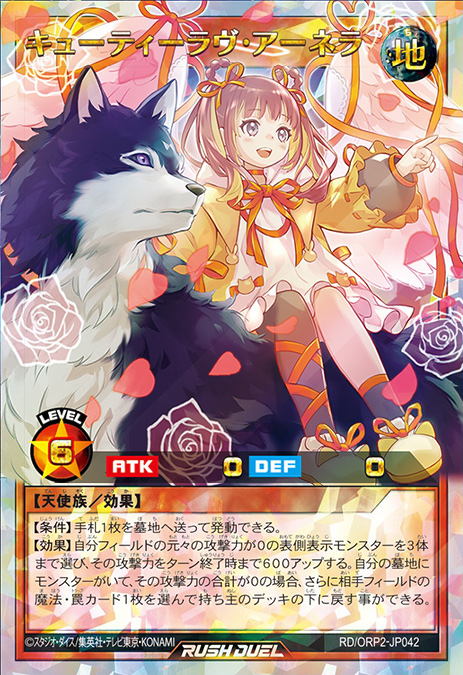 キューティーラヴ・アーネラ
ち
地
LEVEL
6
ATK 0 DEF 0
【天使族／効果】
【条件】手札1枚を墓地へ送って発動できる。
【効果】自分フィールドの元々の攻撃力が0の表側表示モンスターを3体
まで選び、その攻撃力をターン終了時まで600アップする。自分の墓地に
モンスターがいて、その攻撃力の合計が0の場合、さらに相手フィールドの
魔法・罠カード1枚を選んで持ち主のデッキの下に戻す事ができる。
©スタジオ・ダイス/集英社・テレビ東京・KONAMI
RUSH DUEL
RD/ORP2-JP042